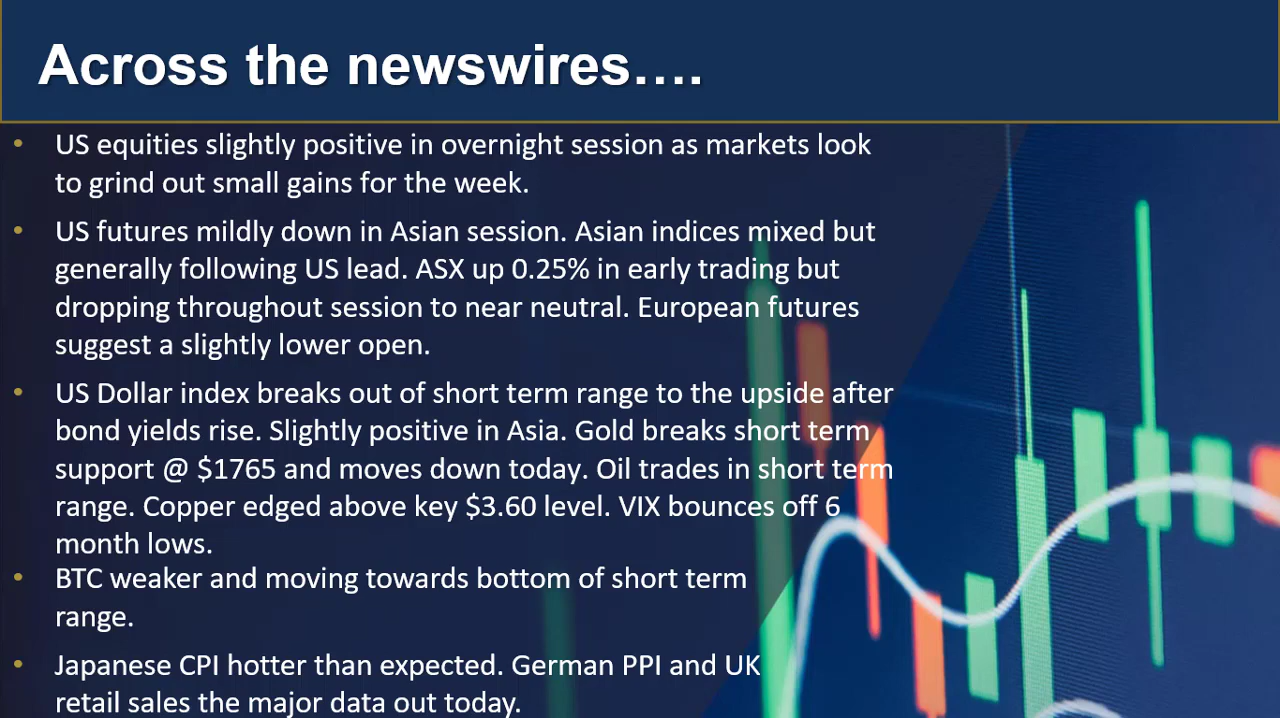 Across the newswires….
• US equities slightly positive in overnight session as markets look
to grind out small gains for the week.
• US futures mildly down in Asian session. Asian indices mixed but
generally following US lead. ASX up 0.25% in early trading but
dropping throughout session to near neutral. European futures
suggest a slightly lower open.
• US Dollar index breaks out of short term range to the upside after
bond yields rise. Slightly positive in Asia. Gold breaks short term
support @ $1765 and moves down today. Oil trades in short term
range. Copper edged above key $3.60 level. VIX bounces off 6
month lows.
• BTC weaker and moving towards bottom of short term
range.
• Japanese CPI hotter than expected. German PPI and UK
retail sales the major data out today.